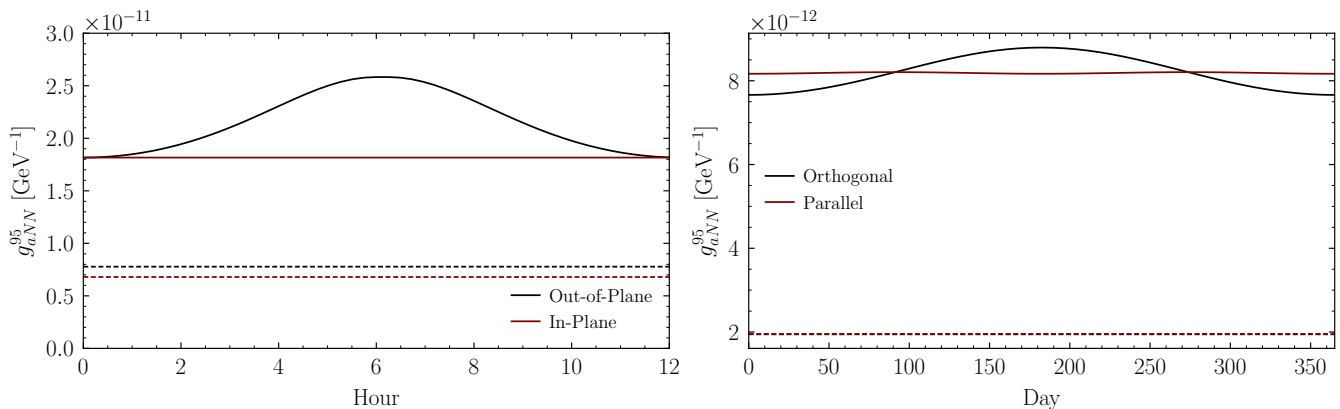 ×10⁻¹¹
3.0
2.5
2.0
1.5
1.0
0.5
0.0
g⁹⁵ₐNN [GeV⁻¹]
Out-of-Plane
In-Plane
0 2 4 6 8 10 12
Hour
×10⁻¹²
8
6
4
2
g⁹⁵ₐNN [GeV⁻¹]
Orthogonal
Parallel
0 50 100 150 200 250 300 350
Day